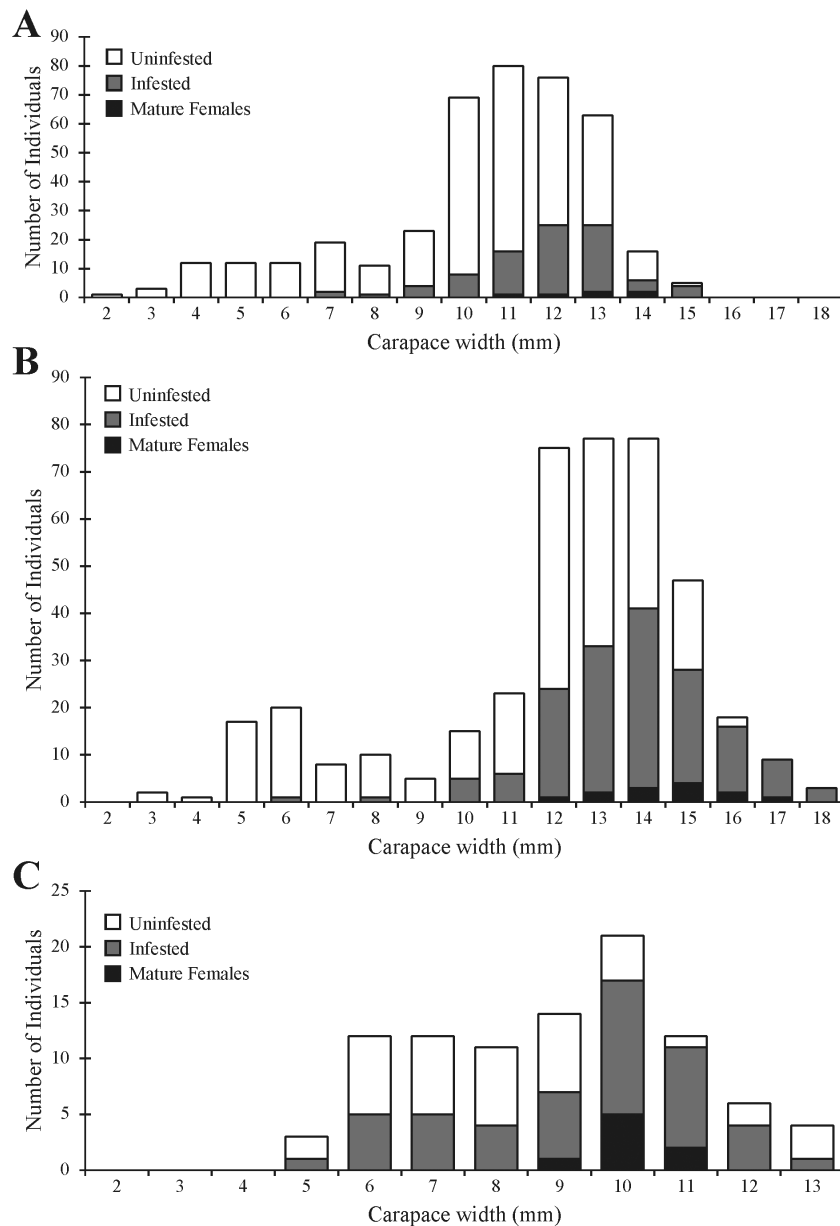 A
90
80
70
60
50
40
30
20
10
0
Number of Individuals
Uninfested
Infested
Mature Females
2 3 4 5 6 7 8 9 10 11 12 13 14 15 16 17 18
Carapace width (mm)
B
90
80
70
60
50
40
30
20
10
0
Number of Individuals
Uninfested
Infested
Mature Females
2 3 4 5 6 7 8 9 10 11 12 13 14 15 16 17 18
Carapace width (mm)
C
25
20
15
10
5
0
Number of Individuals
Uninfested
Infested
Mature Females
2 3 4 5 6 7 8 9 10 11 12 13
Carapace width (mm)